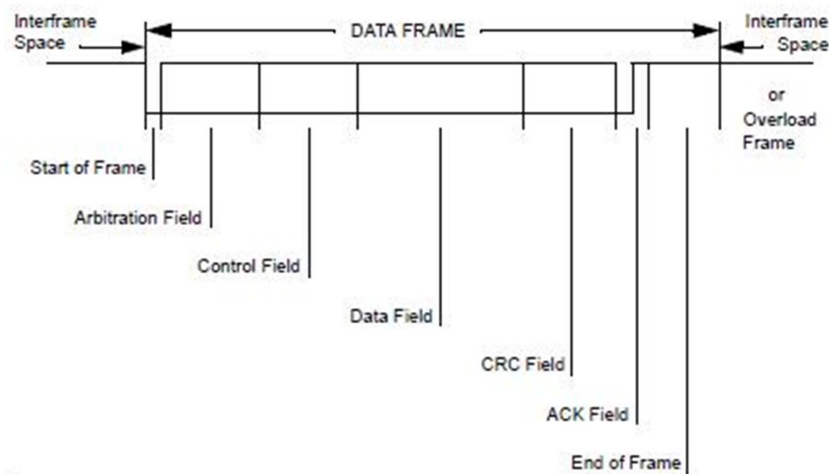 Interframe
Space
DATA FRAME
Interframe
Space
or
Overload
Frame
Start of Frame
Arbitration Field
Control Field
Data Field
CRC Field
ACK Field
End of Frame